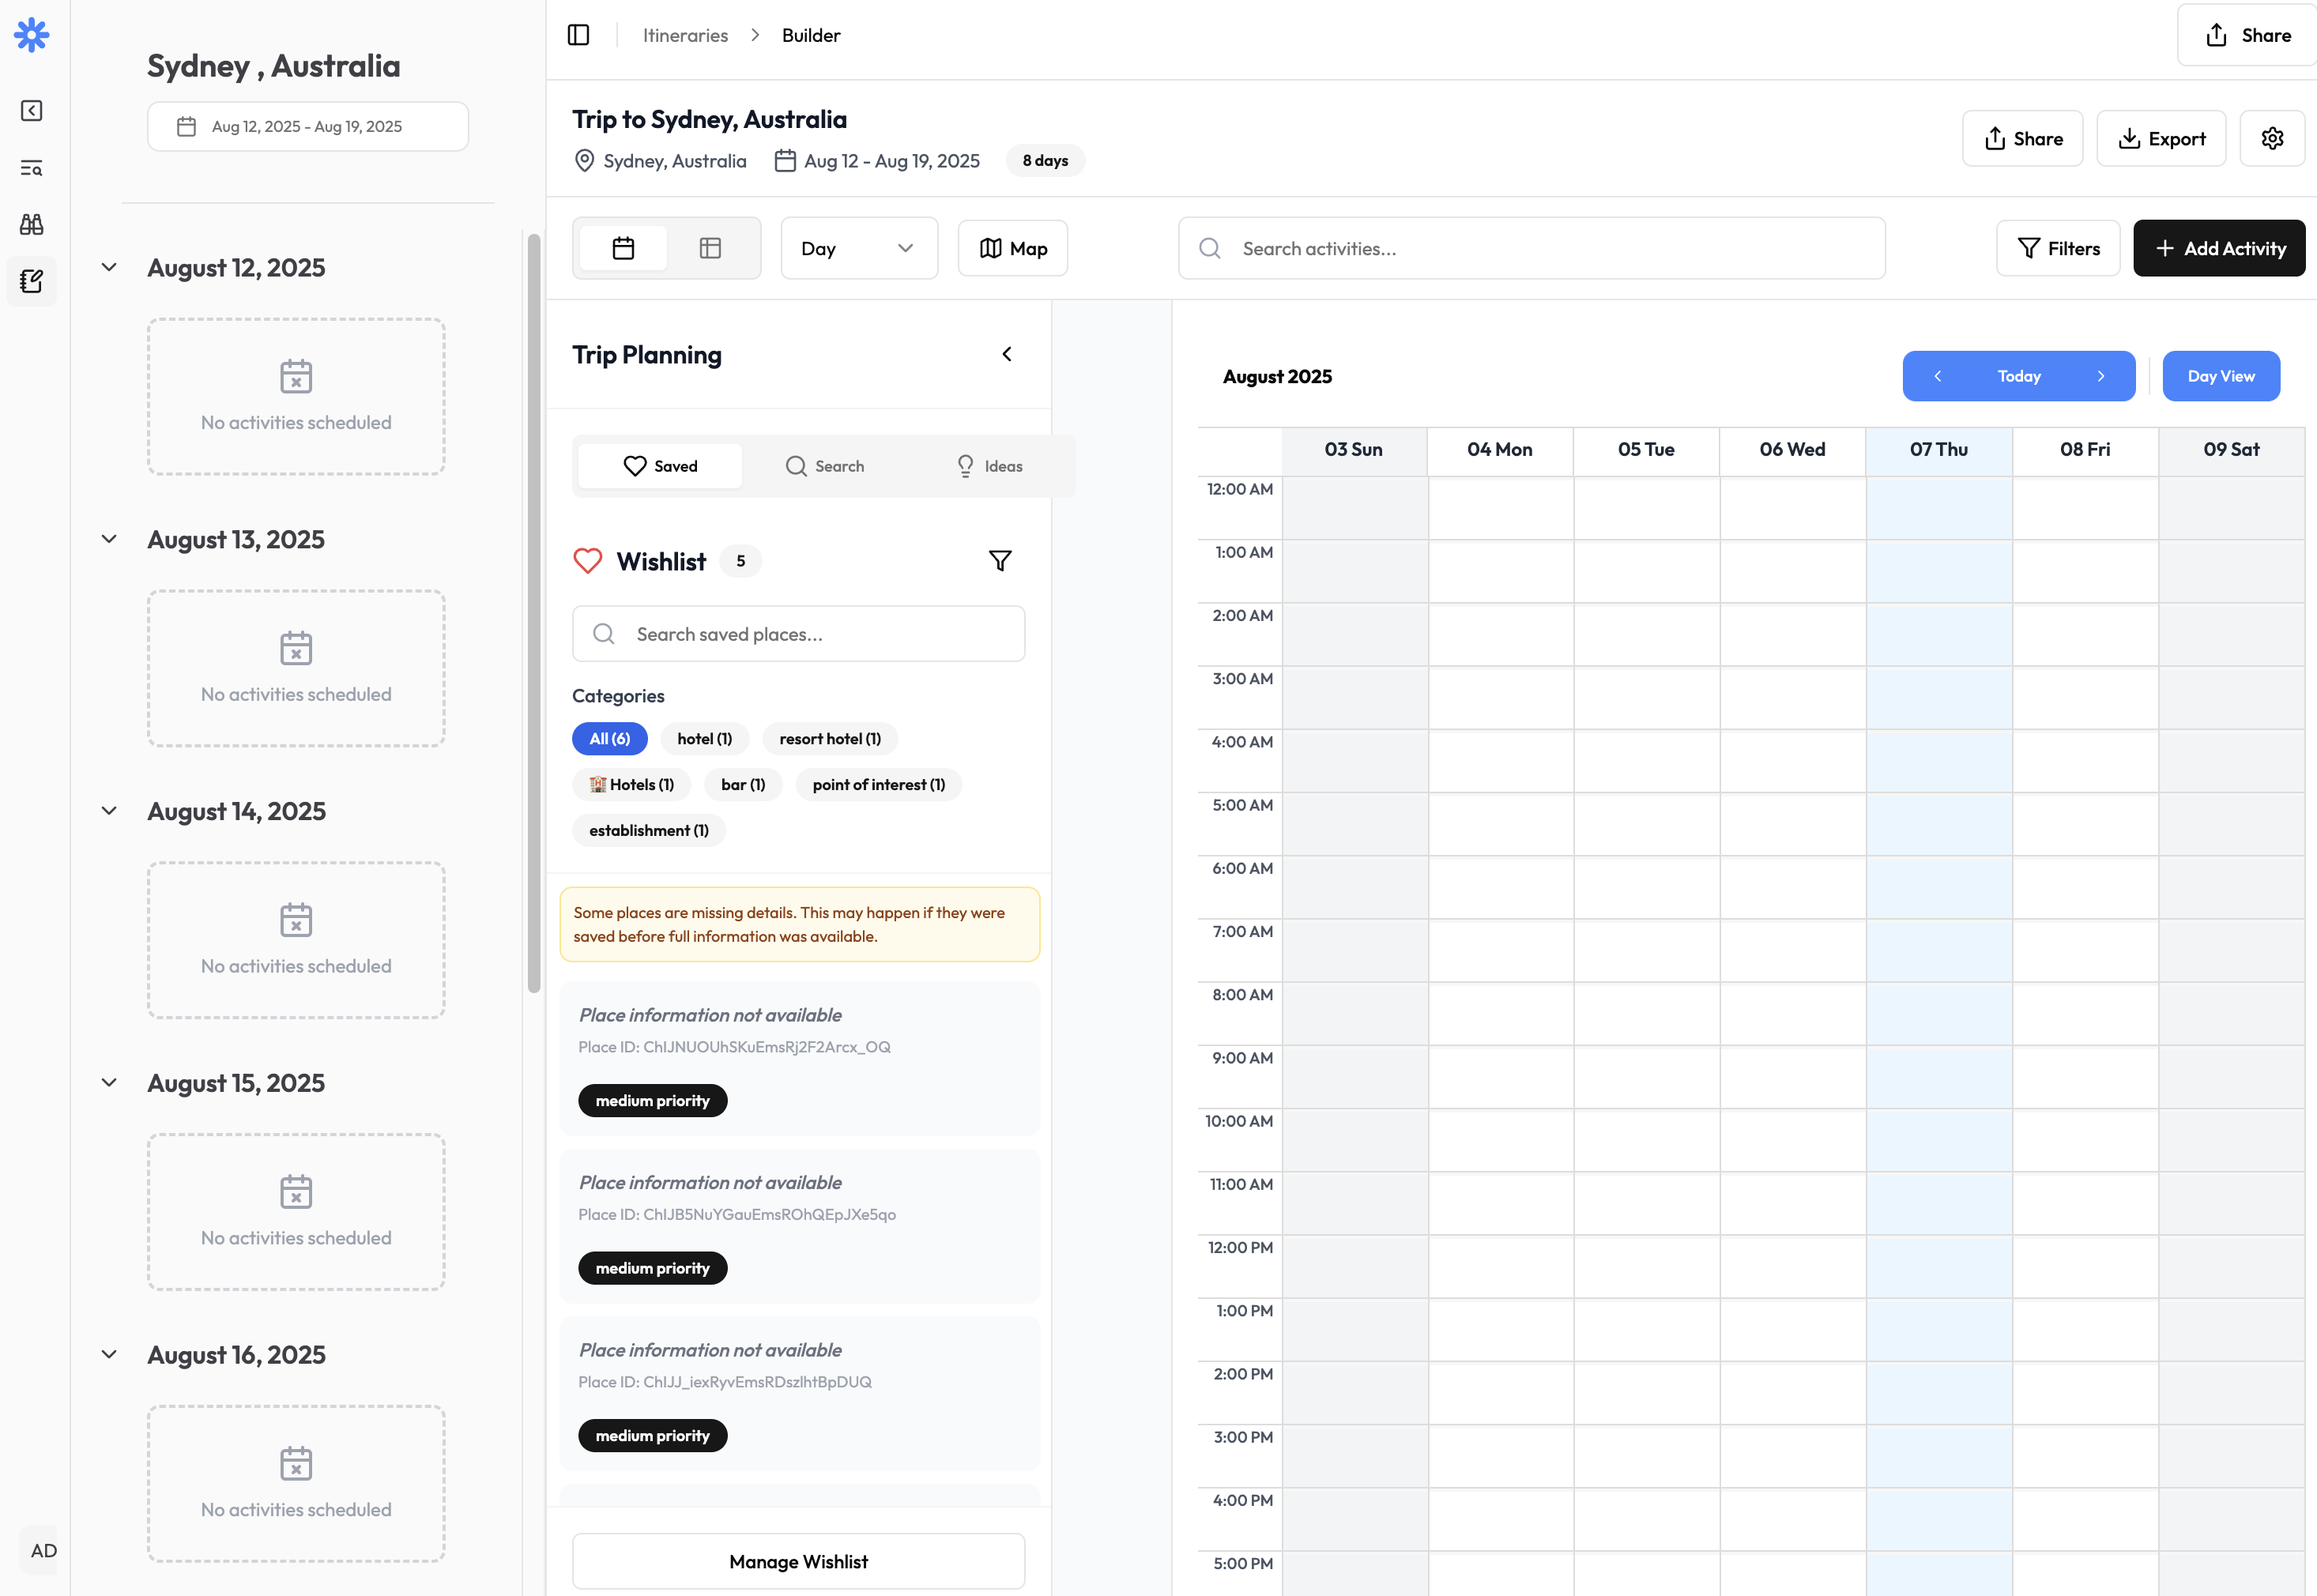 Sydney , Australia
Aug 12, 2025 - Aug 19, 2025
August 12, 2025
No activities scheduled
August 13, 2025
No activities scheduled
August 14, 2025
No activities scheduled
August 15, 2025
No activities scheduled
August 16, 2025
No activities scheduled
AD
Itineraries
Builder
Share
Trip to Sydney, Australia
Sydney, Australia
Aug 12 - Aug 19, 2025
8 days
Share
Export
Day
Map
Search activities...
Filters
Add Activity
Trip Planning
Saved
Search
Ideas
Wishlist
5
Search saved places...
Categories
All (6)
hotel (1)
resort hotel (1)
🏨 Hotels (1)
bar (1)
point of interest (1)
establishment (1)
Some places are missing details. This may happen if they were
saved before full information was available.
Place information not available
Place ID: ChIJNUOUhSKuEmsRj2F2Arcx_OQ
medium priority
Place information not available
Place ID: ChIJB5NuYGauEmsROhQEpJXe5qo
medium priority
Place information not available
Place ID: ChIJJ_iexRyvEmsRDszlhtBpDUQ
medium priority
Manage Wishlist
August 2025
Today
Day View
03 Sun
04 Mon
05 Tue
06 Wed
07 Thu
08 Fri
09 Sat
12:00 AM
1:00 AM
2:00 AM
3:00 AM
4:00 AM
5:00 AM
6:00 AM
7:00 AM
8:00 AM
9:00 AM
10:00 AM
11:00 AM
12:00 PM
1:00 PM
2:00 PM
3:00 PM
4:00 PM
5:00 PM